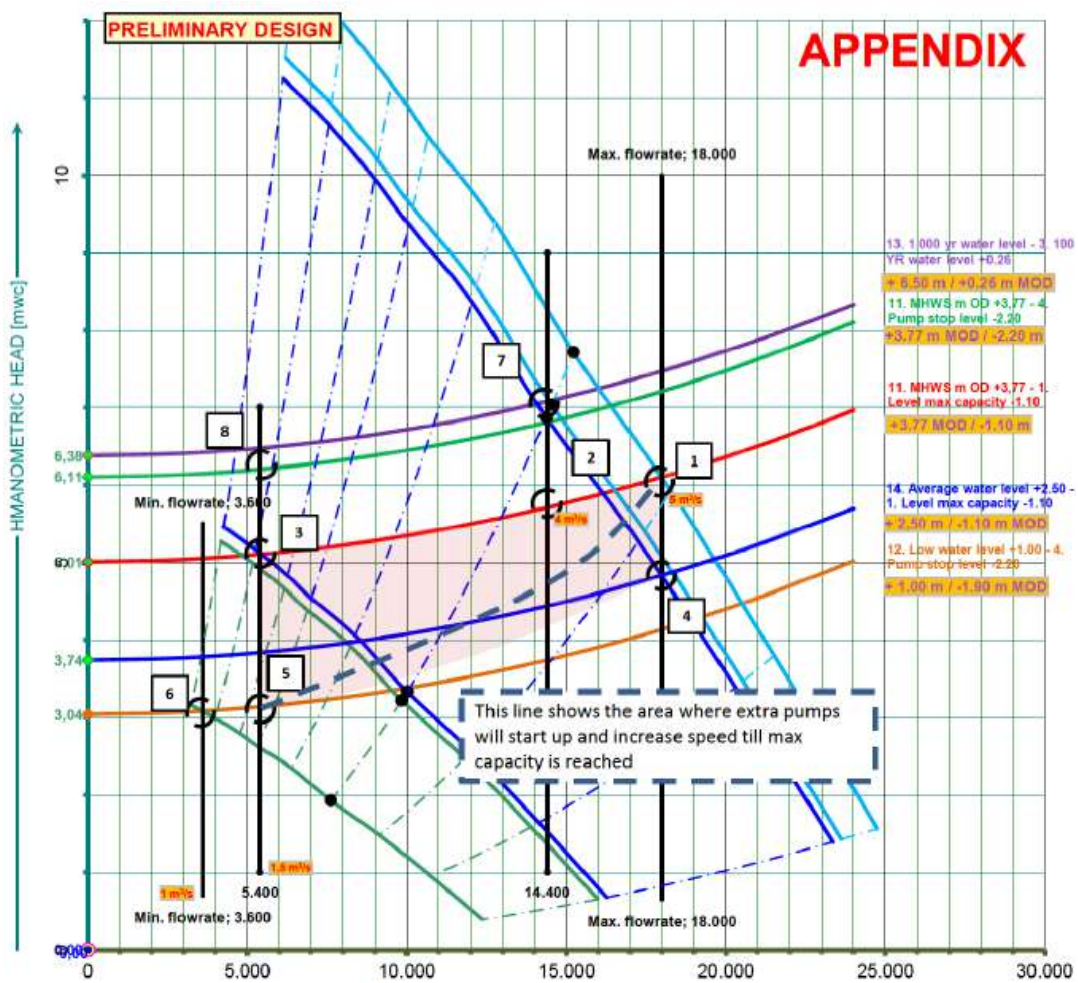 PRELIMINARY DESIGN
APPENDIX
HMANOMETRIC HEAD [mwc]
10
Max. flowrate; 18.000
13. 1.000 yr water level - 3. 100
YR water level +0.26
+ 6.50 m / +0.26 m MOD
11. MHWS m OD +3,77 - 4.
Pump stop level -2.20
+3.77 m MOD / -2.20 m
11. MHWS m OD +3,77 - 1.
Level max capacity -1.10
+3.77 MOD / -1.10 m
14. Average water level +2.50 -
1. Level max capacity -1.10
+ 2,50 m / -1.10 m MOD
12. Low water level +1.00 - 4.
Pump stop level -2.20
+ 1.00 m / -1.90 m MOD
7
8
2
1
3
4
5
6
6,38
6,11
3,74
3,04
Min. flowrate; 3.600
5 m³/s
4 m³/s
This line shows the area where extra pumps
will start up and increase speed till max
capacity is reached
1 m³/s
1.5 m³/s
5.400
14.400
Min. flowrate; 3.600
Max. flowrate; 18.000
0
5.000
10.000
15.000
20.000
25.000
30.000